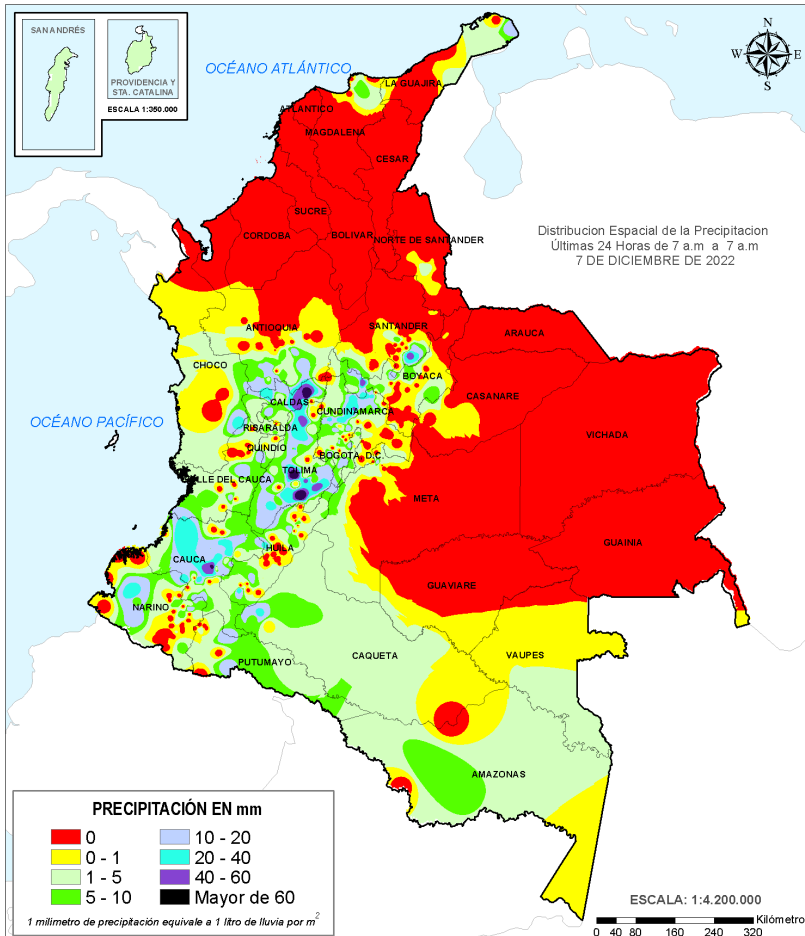 SAN ANDRÉS
PROVIDENCIA Y
STA. CATALINA
ESCALA 1:350.000
N
W
E
S
OCÉANO ATLÁNTICO
LA GUAJIRA
ATLANTICO
MAGDALENA
CESAR
SUCRE
CORDOBA
BOLIVAR
NORTE DE SANTANDER
Distribucion Espacial de la Precipitacion
Últimas 24 Horas de 7 a.m a 7 a.m
7 DE DICIEMBRE DE 2022
ANTIOQUIA
SANTANDER
ARAUCA
CHOCO
BOYACA
CASANARE
CALDAS
CUNDINAMARCA
OCÉANO PACÍFICO
RISARALDA
VICHADA
QUINDIO
BOGOTA, D.C.
TOLIMA
VALLE DEL CAUCA
META
GUAINIA
HUILA
CAUCA
GUAVIARE
NARINO
CAQUETA
VAUPES
PUTUMAYO
AMAZONAS
PRECIPITACIÓN EN mm
0
10 - 20
0 - 1
20 - 40
1 - 5
40 - 60
5 - 10
Mayor de 60
1 milimetro de precipitación equivale a 1 litro de lluvia por m2
ESCALA: 1:4.200.000
Kilómetro
0 40 80 160 240 320